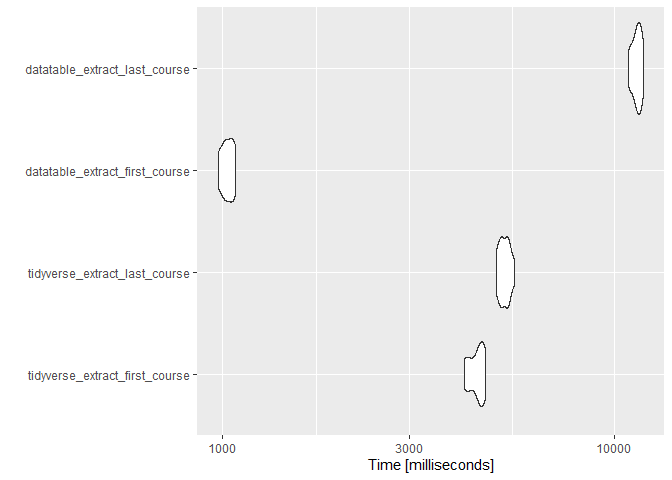 datatable_extract_last_course
datatable_extract_first_course
tidyverse_extract_last_course
tidyverse_extract_first_course
1000 3000 10000
Time [milliseconds]